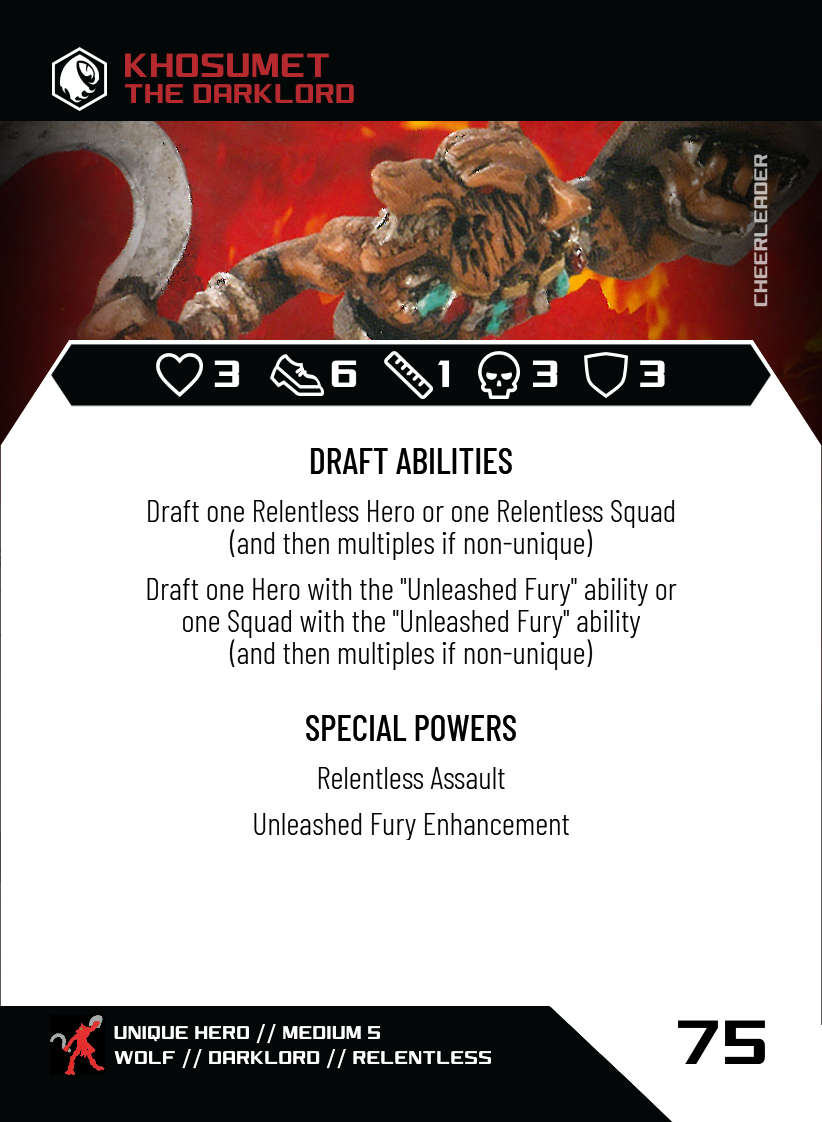 KHOSUMET
THE DARKLORD
CHEERLEADER
3 6 1 3 3
DRAFT ABILITIES
Draft one Relentless Hero or one Relentless Squad
(and then multiples if non-unique)
Draft one Hero with the "Unleashed Fury" ability or
one Squad with the "Unleashed Fury" ability
(and then multiples if non-unique)
SPECIAL POWERS
Relentless Assault
Unleashed Fury Enhancement
UNIQUE HERO // MEDIUM 5
WOLF // DARKLORD // RELENTLESS
75